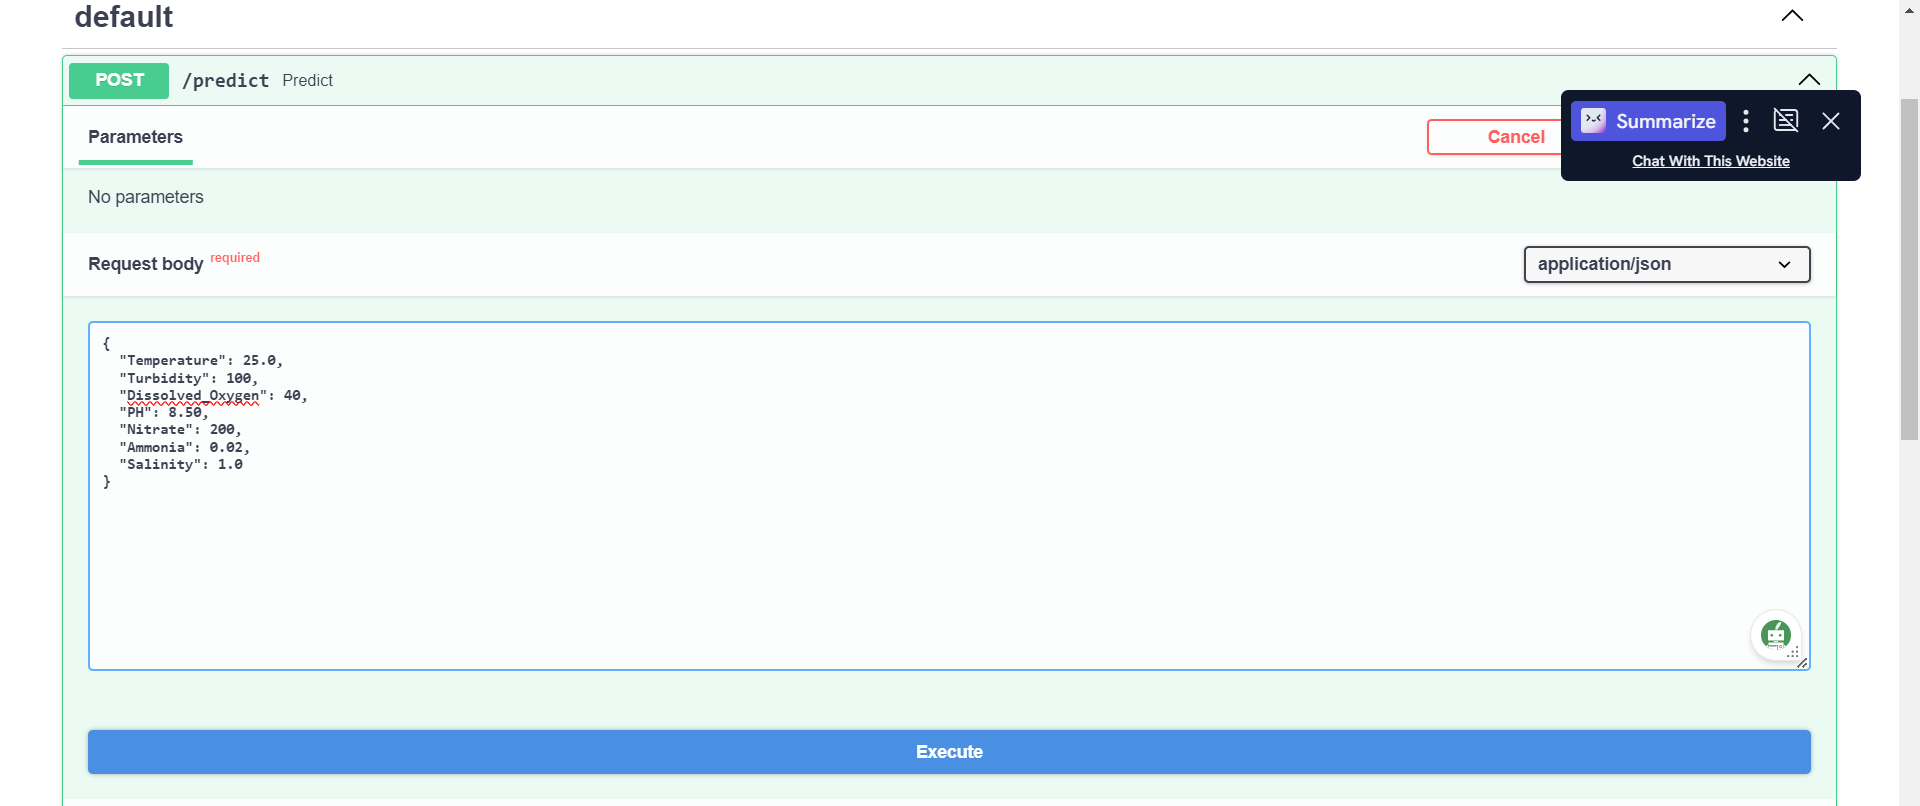 default
POST /predict Predict
Summarize
Chat With This Website
Parameters
Cancel
No parameters
Request body required
application/json
{
  "Temperature": 25.0,
  "Turbidity": 100,
  "Dissolved_Oxygen": 40,
  "PH": 8.50,
  "Nitrate": 200,
  "Ammonia": 0.02,
  "Salinity": 1.0
}
Execute